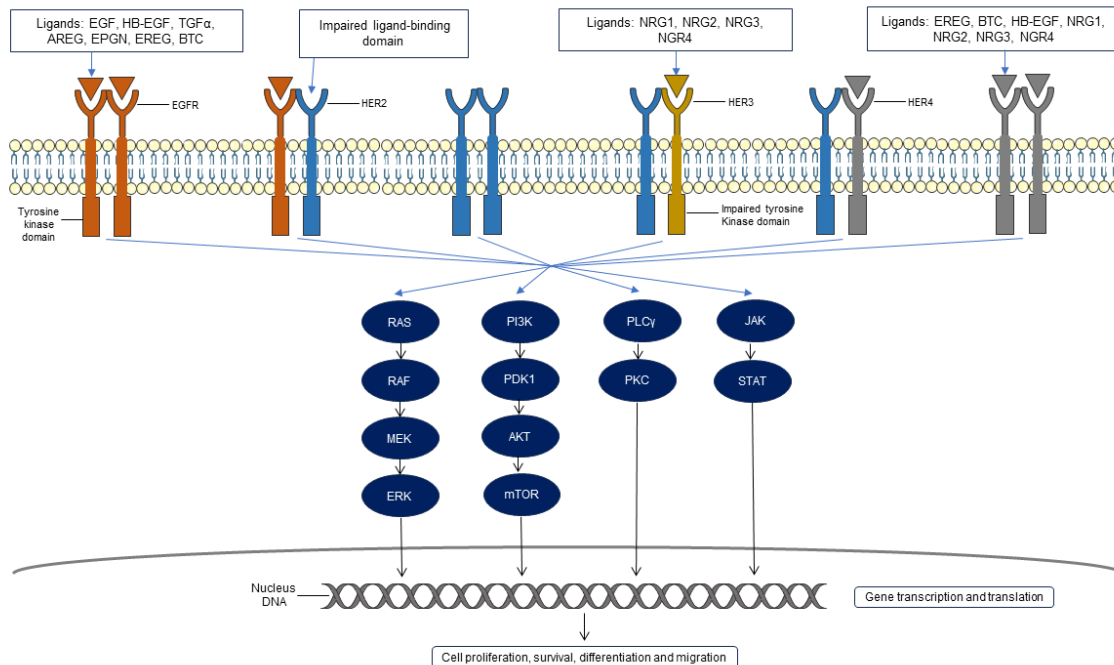 Ligands: EGF, HB-EGF, TGFα,
AREG, EPGN, EREG, BTC
Impaired ligand-binding
domain
Ligands: NRG1, NRG2, NRG3,
NGR4
Ligands: EREG, BTC, HB-EGF, NRG1,
NRG2, NRG3, NGR4
EGFR
HER2
HER3
HER4
Tyrosine
kinase
domain
Impaired tyrosine
Kinase domain
RAS
PI3K
PLCγ
JAK
RAF
PDK1
PKC
STAT
MEK
AKT
ERK
mTOR
Nucleus
DNA
Gene transcription and translation
Cell proliferation, survival, differentiation and migration